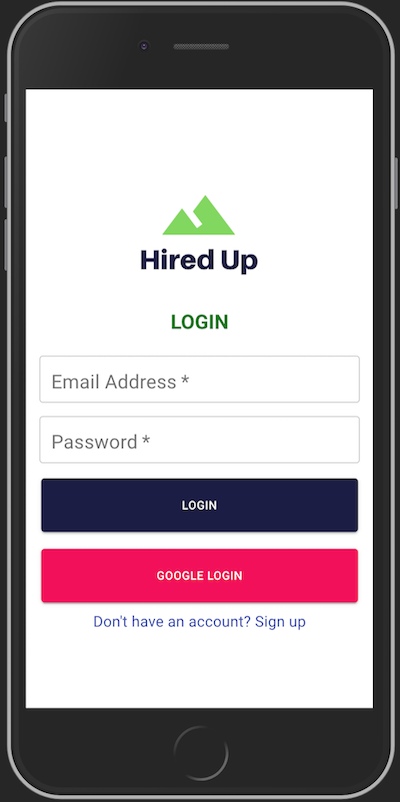 Hired Up
LOGIN
Email Address *
Password *
LOGIN
GOOGLE LOGIN
Don't have an account? Sign up